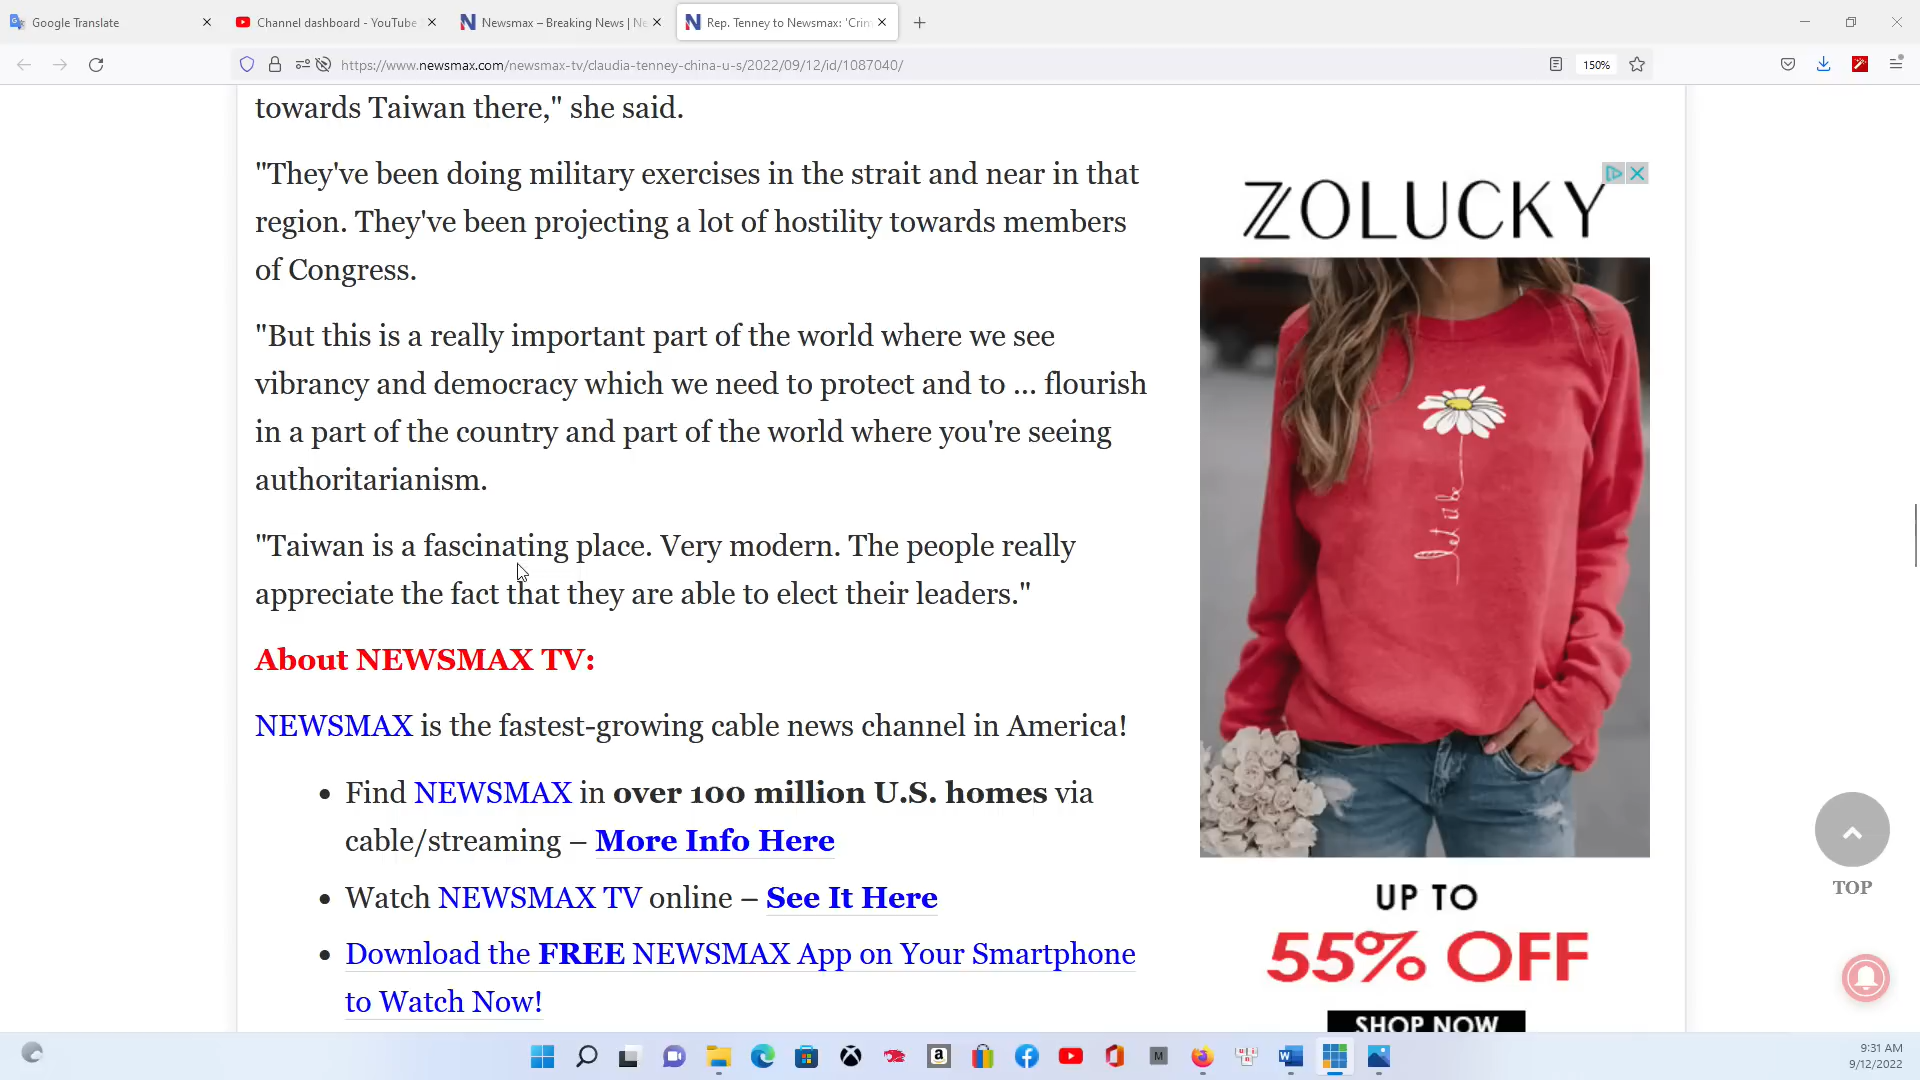 Google Translate
Channel dashboard - YouTube
Newsmax – Breaking News | Ne
Rep. Tenney to Newsmax: 'Crim
https://www.newsmax.com/newsmax-tv/claudia-tenney-china-u-s/2022/09/12/id/1087040/
150%
towards Taiwan there," she said.
"They've been doing military exercises in the strait and near in that
region. They've been projecting a lot of hostility towards members
of Congress.
"But this is a really important part of the world where we see
vibrancy and democracy which we need to protect and to ... flourish
in a part of the country and part of the world where you're seeing
authoritarianism.
"Taiwan is a fascinating place. Very modern. The people really
appreciate the fact that they are able to elect their leaders."
About NEWSMAX TV:
NEWSMAX is the fastest-growing cable news channel in America!
• Find NEWSMAX in over 100 million U.S. homes via
cable/streaming – More Info Here
• Watch NEWSMAX TV online – See It Here
• Download the FREE NEWSMAX App on Your Smartphone
to Watch Now!
ZOLUCKY
let it be
UP TO
55% OFF
SHOP NOW
TOP
9:31 AM
9/12/2022